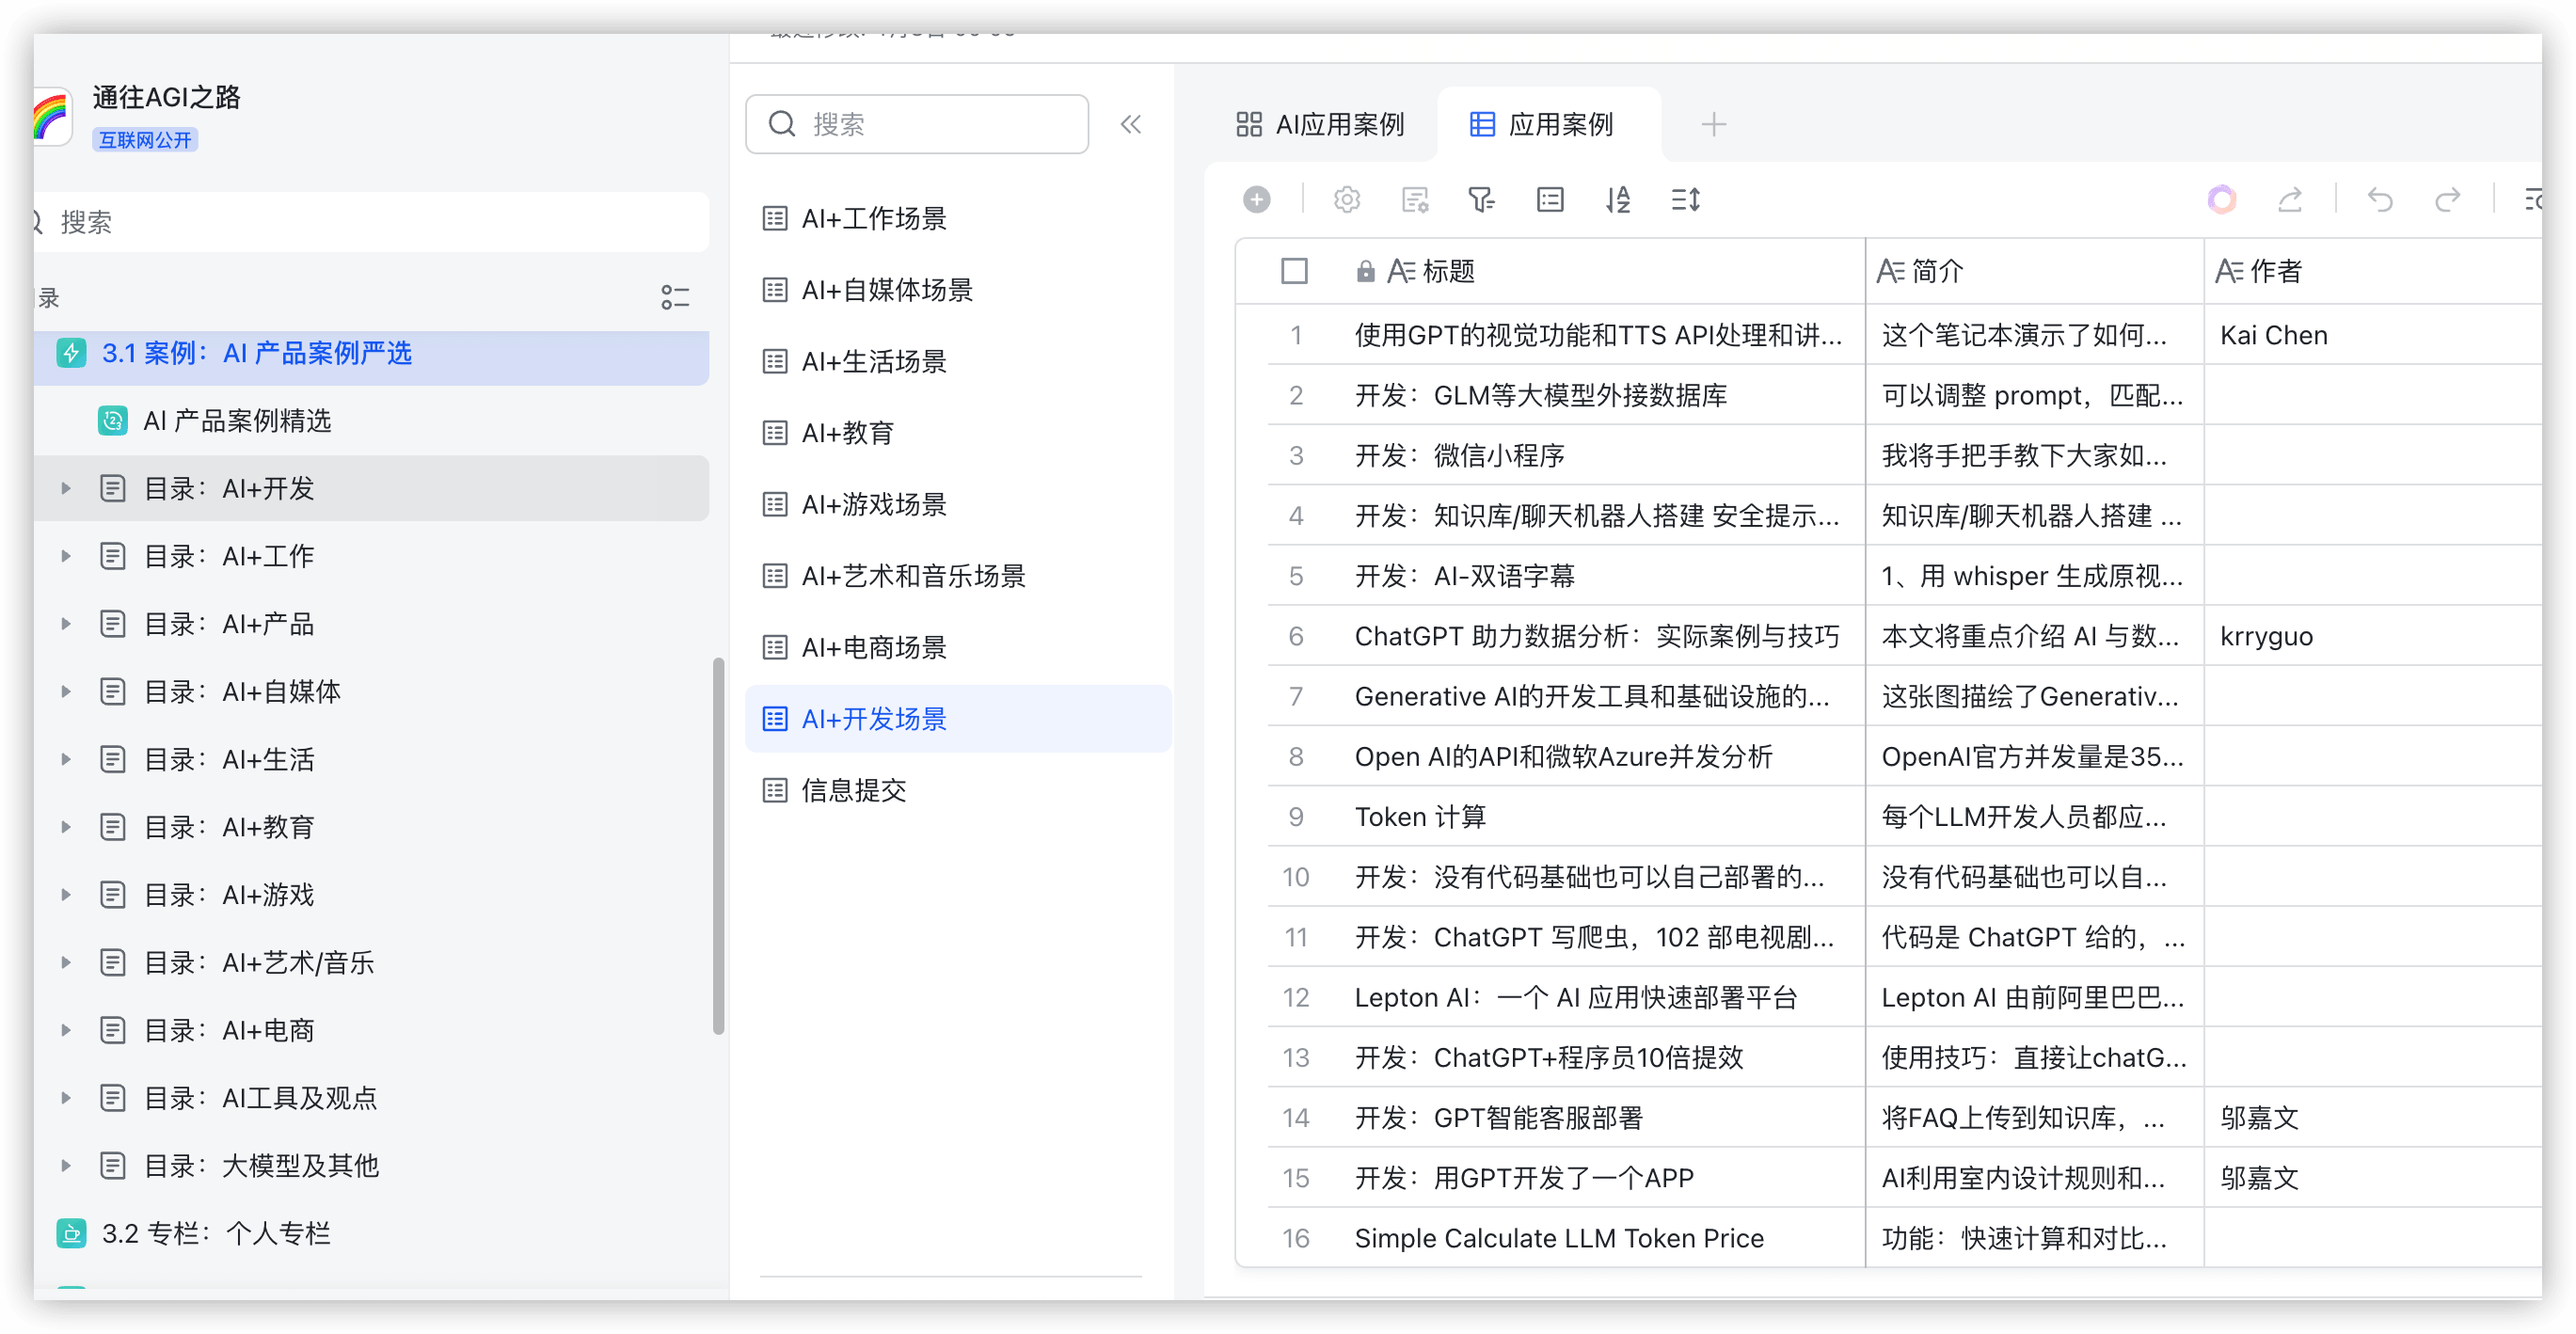 通往AGI之路
互联网公开
搜索
录
3.1 案例：AI 产品案例严选
AI 产品案例精选
目录：AI+开发
目录：AI+工作
目录：AI+产品
目录：AI+自媒体
目录：AI+生活
目录：AI+教育
目录：AI+游戏
目录：AI+艺术/音乐
目录：AI+电商
目录：AI工具及观点
目录：大模型及其他
3.2 专栏：个人专栏
搜索
AI+工作场景
AI+自媒体场景
AI+生活场景
AI+教育
AI+游戏场景
AI+艺术和音乐场景
AI+电商场景
AI+开发场景
信息提交
AI应用案例 应用案例
标题 简介 作者
1 使用GPT的视觉功能和TTS API处理和讲... 这个笔记本演示了如何... Kai Chen
2 开发：GLM等大模型外接数据库 可以调整 prompt，匹配...
3 开发：微信小程序 我将手把手教下大家如...
4 开发：知识库/聊天机器人搭建 安全提示... 知识库/聊天机器人搭建 ...
5 开发：AI-双语字幕 1、用 whisper 生成原视...
6 ChatGPT 助力数据分析：实际案例与技巧 本文将重点介绍 AI 与数... krryguo
7 Generative AI的开发工具和基础设施的... 这张图描绘了Generativ...
8 Open AI的API和微软Azure并发分析 OpenAI官方并发量是35...
9 Token 计算 每个LLM开发人员都应...
10 开发：没有代码基础也可以自己部署的... 没有代码基础也可以自...
11 开发：ChatGPT 写爬虫，102 部电视剧... 代码是 ChatGPT 给的，...
12 Lepton AI：一个 AI 应用快速部署平台 Lepton AI 由前阿里巴巴...
13 开发：ChatGPT+程序员10倍提效 使用技巧：直接让chatG...
14 开发：GPT智能客服部署 将FAQ上传到知识库，... 邬嘉文
15 开发：用GPT开发了一个APP AI利用室内设计规则和... 邬嘉文
16 Simple Calculate LLM Token Price 功能：快速计算和对比...